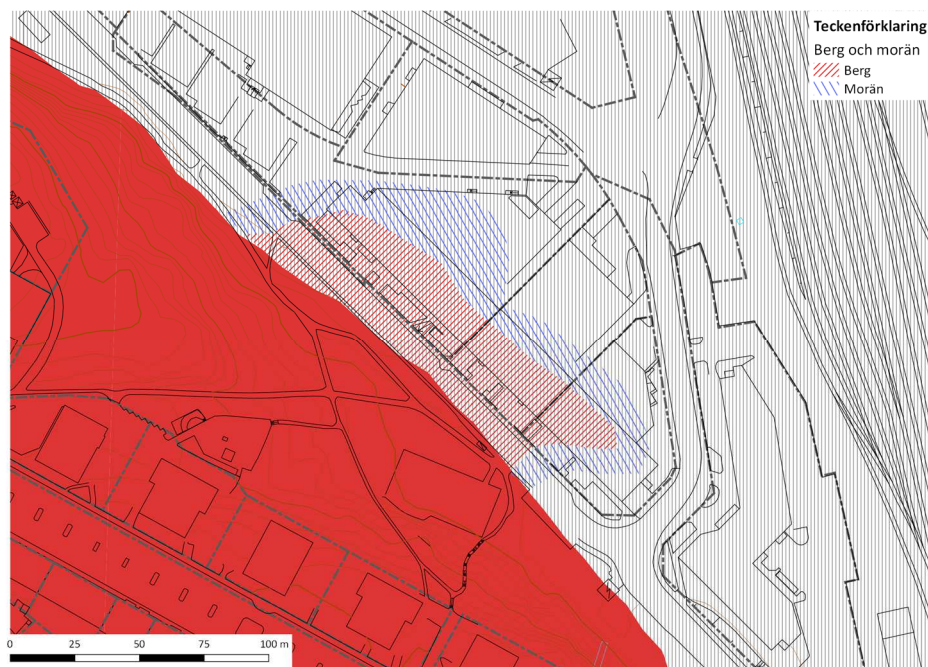 Teckenförklaring
Berg och morän
Berg
Morän
0 25 50 75 100 m